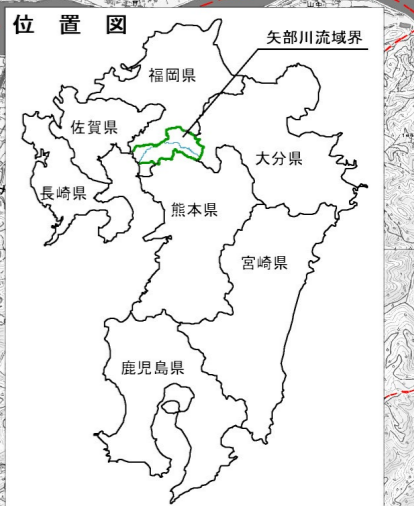 位置図
矢部川流域界
福岡県
佐賀県
大分県
長崎県
熊本県
宮崎県
鹿児島県